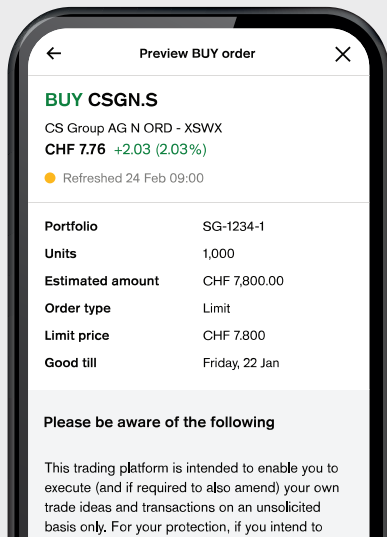 Preview BUY order
BUY CSGN.S
CS Group AG N ORD - XSWX
CHF 7.76 +2.03 (2.03%)
Refreshed 24 Feb 09:00
Portfolio SG-1234-1
Units 1,000
Estimated amount CHF 7,800.00
Order type Limit
Limit price CHF 7.800
Good till Friday, 22 Jan
Please be aware of the following
This trading platform is intended to enable you to
execute (and if required to also amend) your own
trade ideas and transactions on an unsolicited
basis only. For your protection, if you intend to